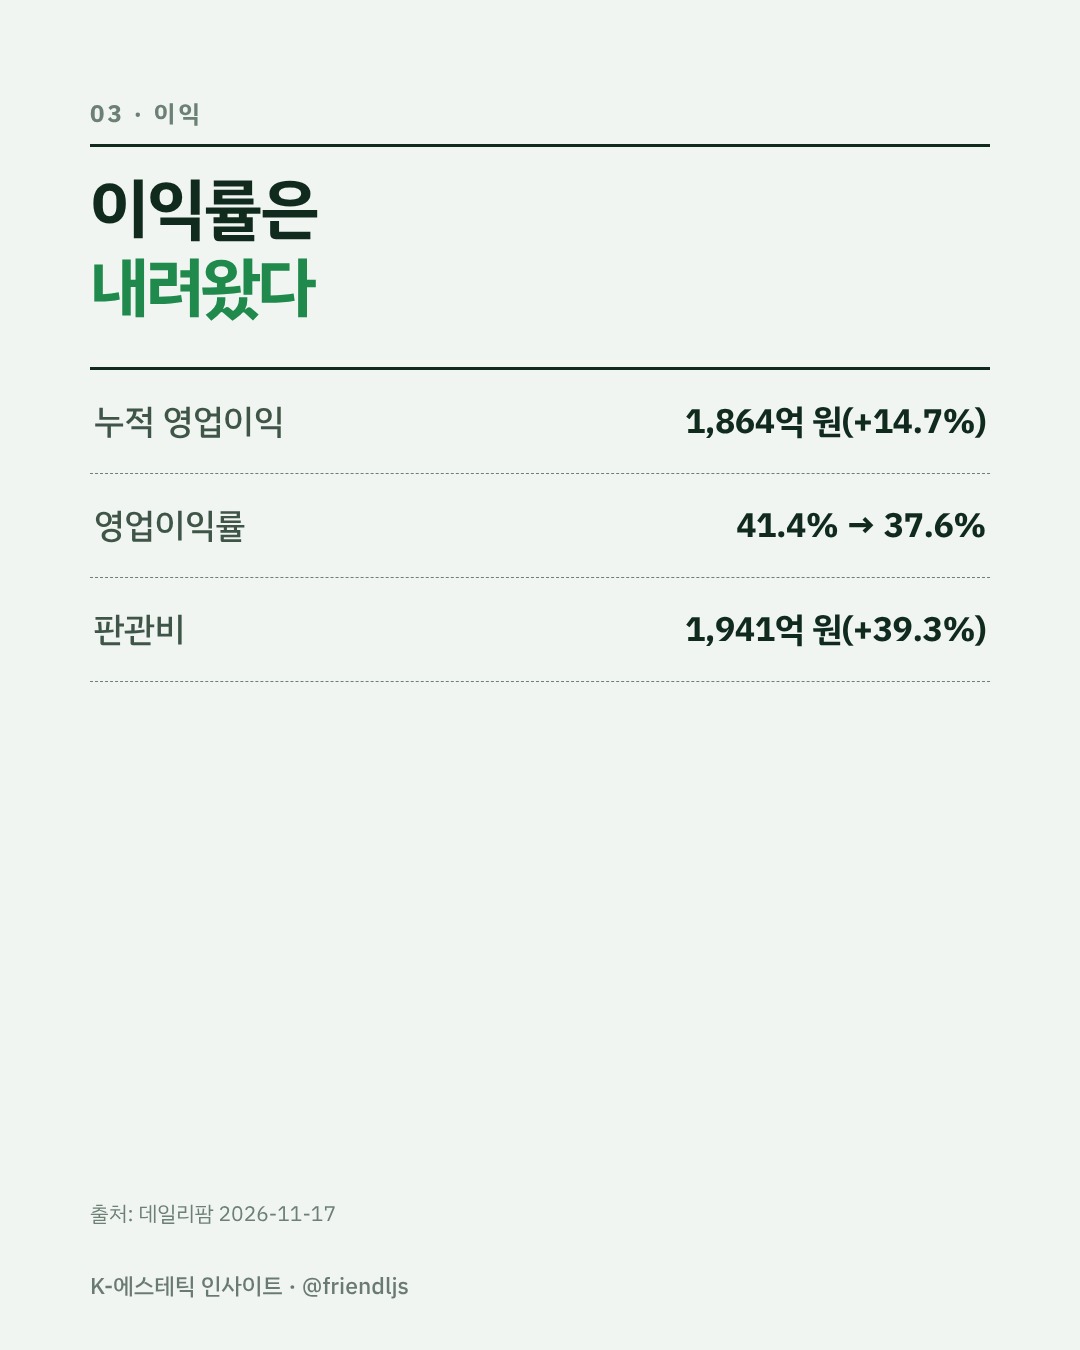 03 · 이익
이익률은
내려왔다
누적 영업이익 1,864억 원(+14.7%)
영업이익률 41.4% → 37.6%
판관비 1,941억 원(+39.3%)
출처: 데일리팜 2026-11-17
K-에스테틱 인사이트 · @friendljs